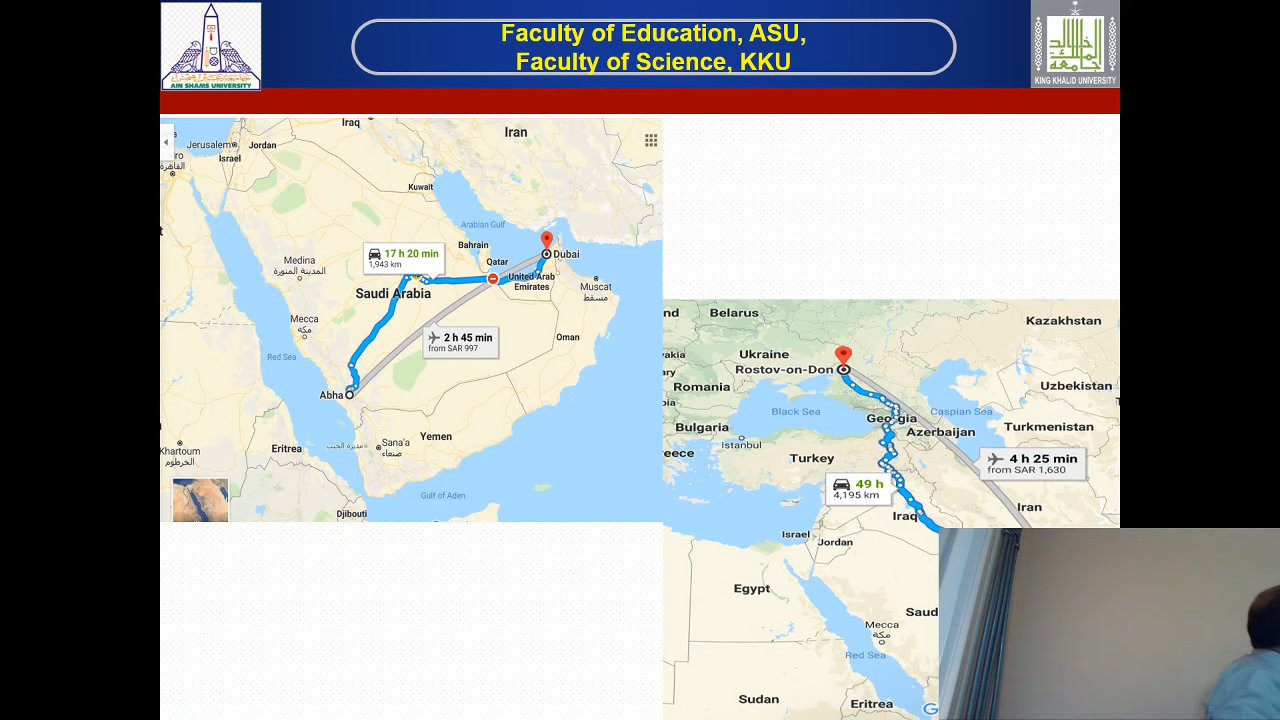 Faculty of Education, ASU,
Faculty of Science, KKU
AIN SHAMS UNIVERSITY
KING KHALID UNIVERSITY
Iraq
Iran
Jerusalem
Jordan
Israel
القاهرة
Kuwait
Arabian Gulf
Medina
المدينة المنورة
17 h 20 min
1,943 km
Bahrain
Qatar
Dubai
United Arab
Emirates
Muscat
مسقط
Saudi Arabia
Mecca
مكة
2 h 45 min
from SAR 997
Oman
Red Sea
Abha
Yemen
Sana'a
صنعاء
Eritrea
Khartoum
الخرطوم
Gulf of Aden
Djibouti
Belarus
Kazakhstan
Ukraine
Rostov-on-Don
Romania
Uzbekistan
Black Sea
Georgia
Caspian Sea
Bulgaria
Istanbul
Azerbaijan
Turkmenistan
Turkey
4 h 25 min
from SAR 1,630
49 h
4,195 km
Iran
Iraq
Israel
Jordan
Egypt
Saud
Mecca
مكة
Red Sea
Sudan
Eritrea
G